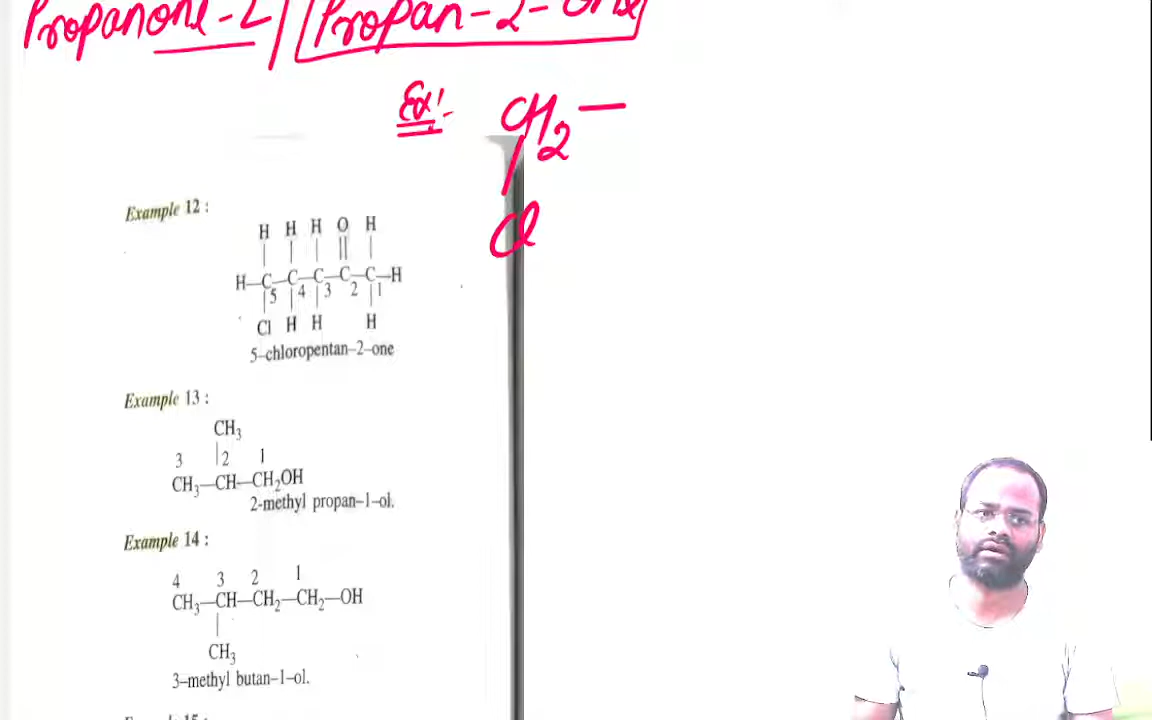 Propanone-2 / Propan-2-one
Ex:- CH2 —
Cl
Example 12 :
H H H O H
H—C—C—C—C—C—H
5 4 3 2 1
Cl H H H
5–chloropentan–2–one
Example 13 :
CH3
3 2 1
CH3—CH—CH2OH
2-methyl propan–1–ol.
Example 14 :
4 3 2 1
CH3—CH—CH2—CH2—OH
CH3
3–methyl butan–1–ol.